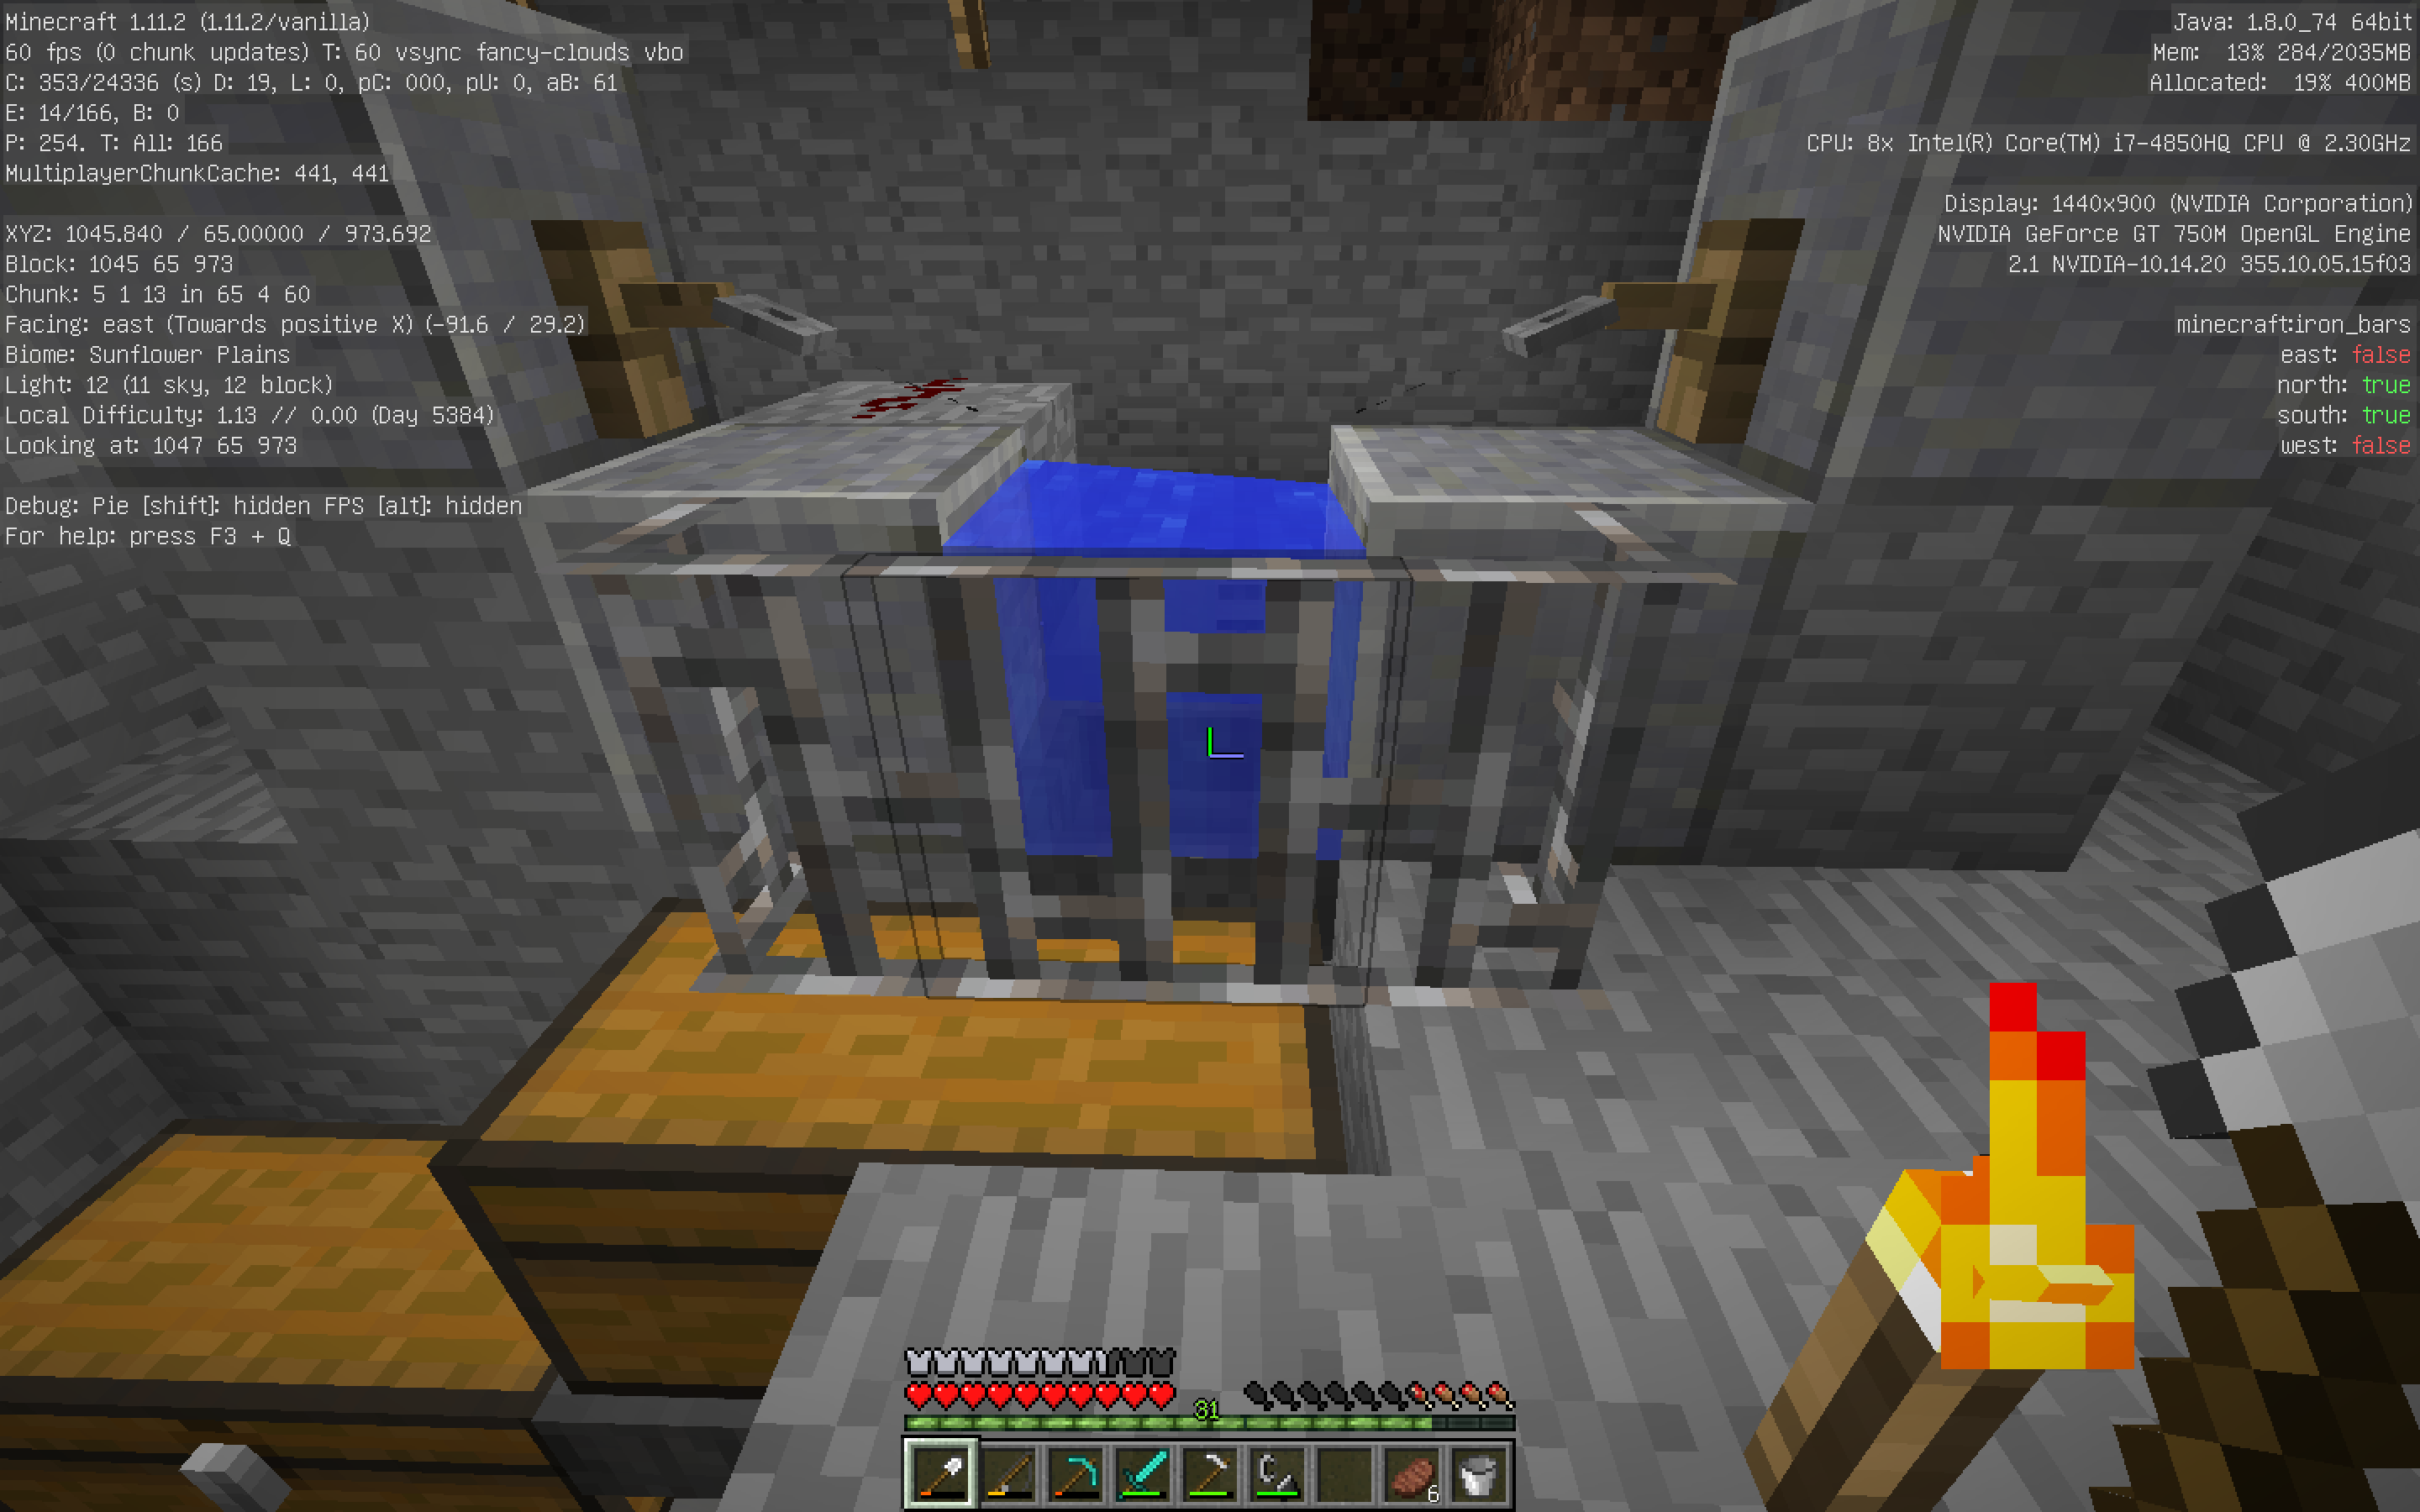 Minecraft 1.11.2 (1.11.2/vanilla)
60 fps (0 chunk updates) T: 60 vsync fancy-clouds vbo
C: 353/24336 (s) D: 19, L: 0, pC: 000, pU: 0, aB: 61
E: 14/166, B: 0
P: 254. T: All: 166
MultiplayerChunkCache: 441, 441
XYZ: 1045.840 / 65.00000 / 973.692
Block: 1045 65 973
Chunk: 5 1 13 in 65 4 60
Facing: east (Towards positive X) (-91.6 / 29.2)
Biome: Sunflower Plains
Light: 12 (11 sky, 12 block)
Local Difficulty: 1.13 // 0.00 (Day 5384)
Looking at: 1047 65 973
Debug: Pie [shift]: hidden FPS [alt]: hidden
For help: press F3 + Q
Java: 1.8.0_74 64bit
Mem: 13% 284/2035MB
Allocated: 19% 400MB
CPU: 8x Intel(R) Core(TM) i7-4850HQ CPU @ 2.30GHz
Display: 1440x900 (NVIDIA Corporation)
NVIDIA GeForce GT 750M OpenGL Engine
2.1 NVIDIA-10.14.20 355.10.05.15f03
minecraft:iron_bars
east: false
north: true
south: true
west: false
31
6